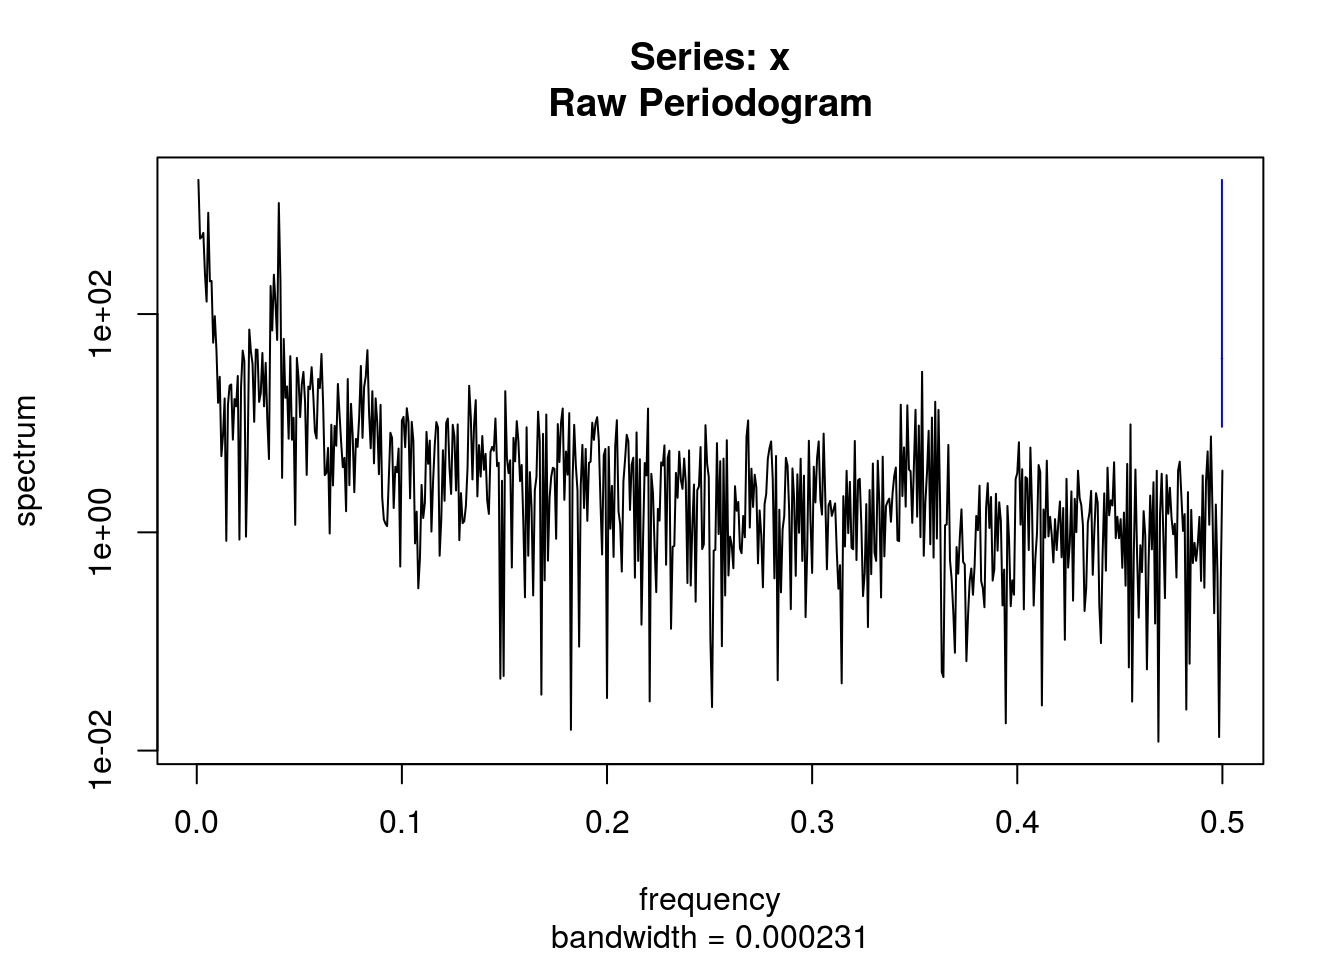 Series: x
Raw Periodogram
spectrum
1e+02
1e+00
1e-02
0.0 0.1 0.2 0.3 0.4 0.5
frequency
bandwidth = 0.000231